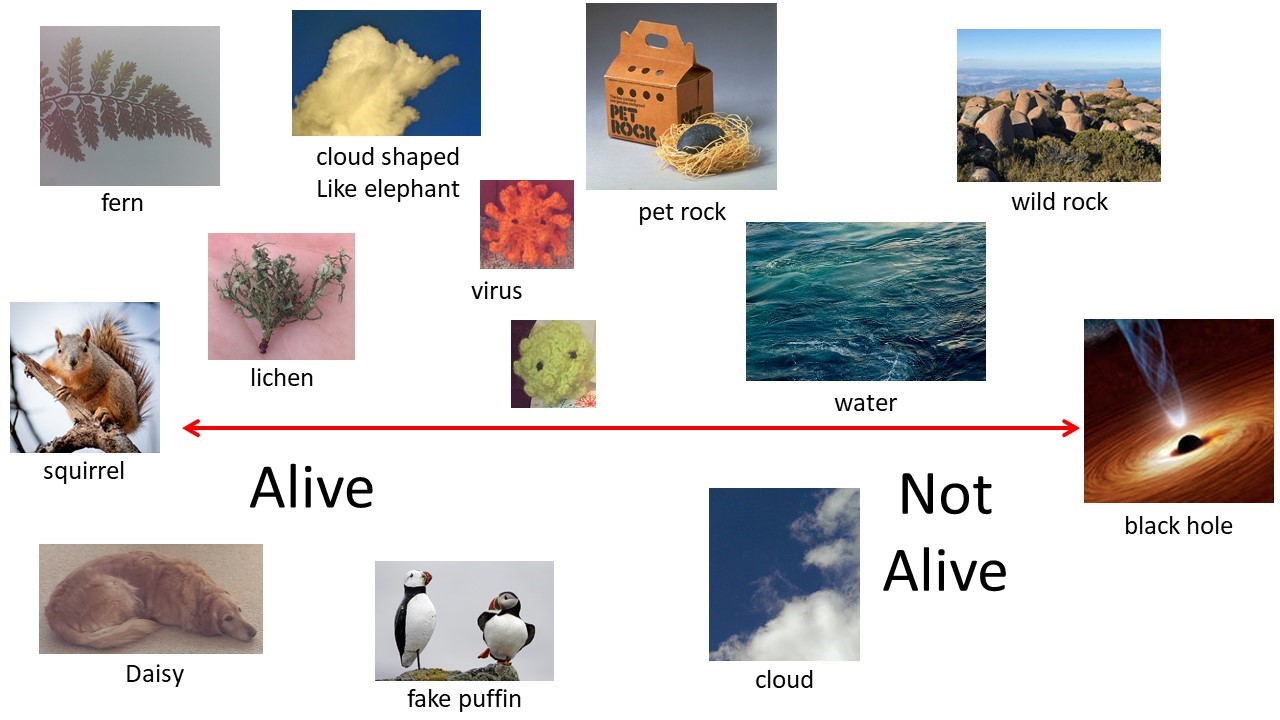 fern
cloud shaped
Like elephant
PET
ROCK
PET
pet rock
wild rock
virus
lichen
squirrel
water
black hole
Alive
Not
Alive
Daisy
fake puffin
cloud